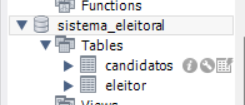 Functions
sistema_eleitoral
Tables
candidatos
eleitor
Views